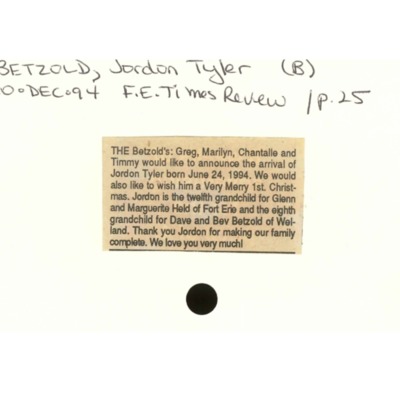 BETZOLD, Jordon Tyler (B)
0.DEC.94 F.E.Times Review /p.25
THE Betzold's: Greg, Marilyn, Chantalle and
Timmy would like to announce the arrival of
Jordon Tyler born June 24, 1994. We would
also like to wish him a Very Merry 1st. Christ-
mas. Jordon is the twelfth grandchild for Glenn
and Marguerite Held of Fort Erie and the eighth
grandchild for Dave and Bev Betzold of Wel-
land. Thank you Jordon for making our family
complete. We love you very much!